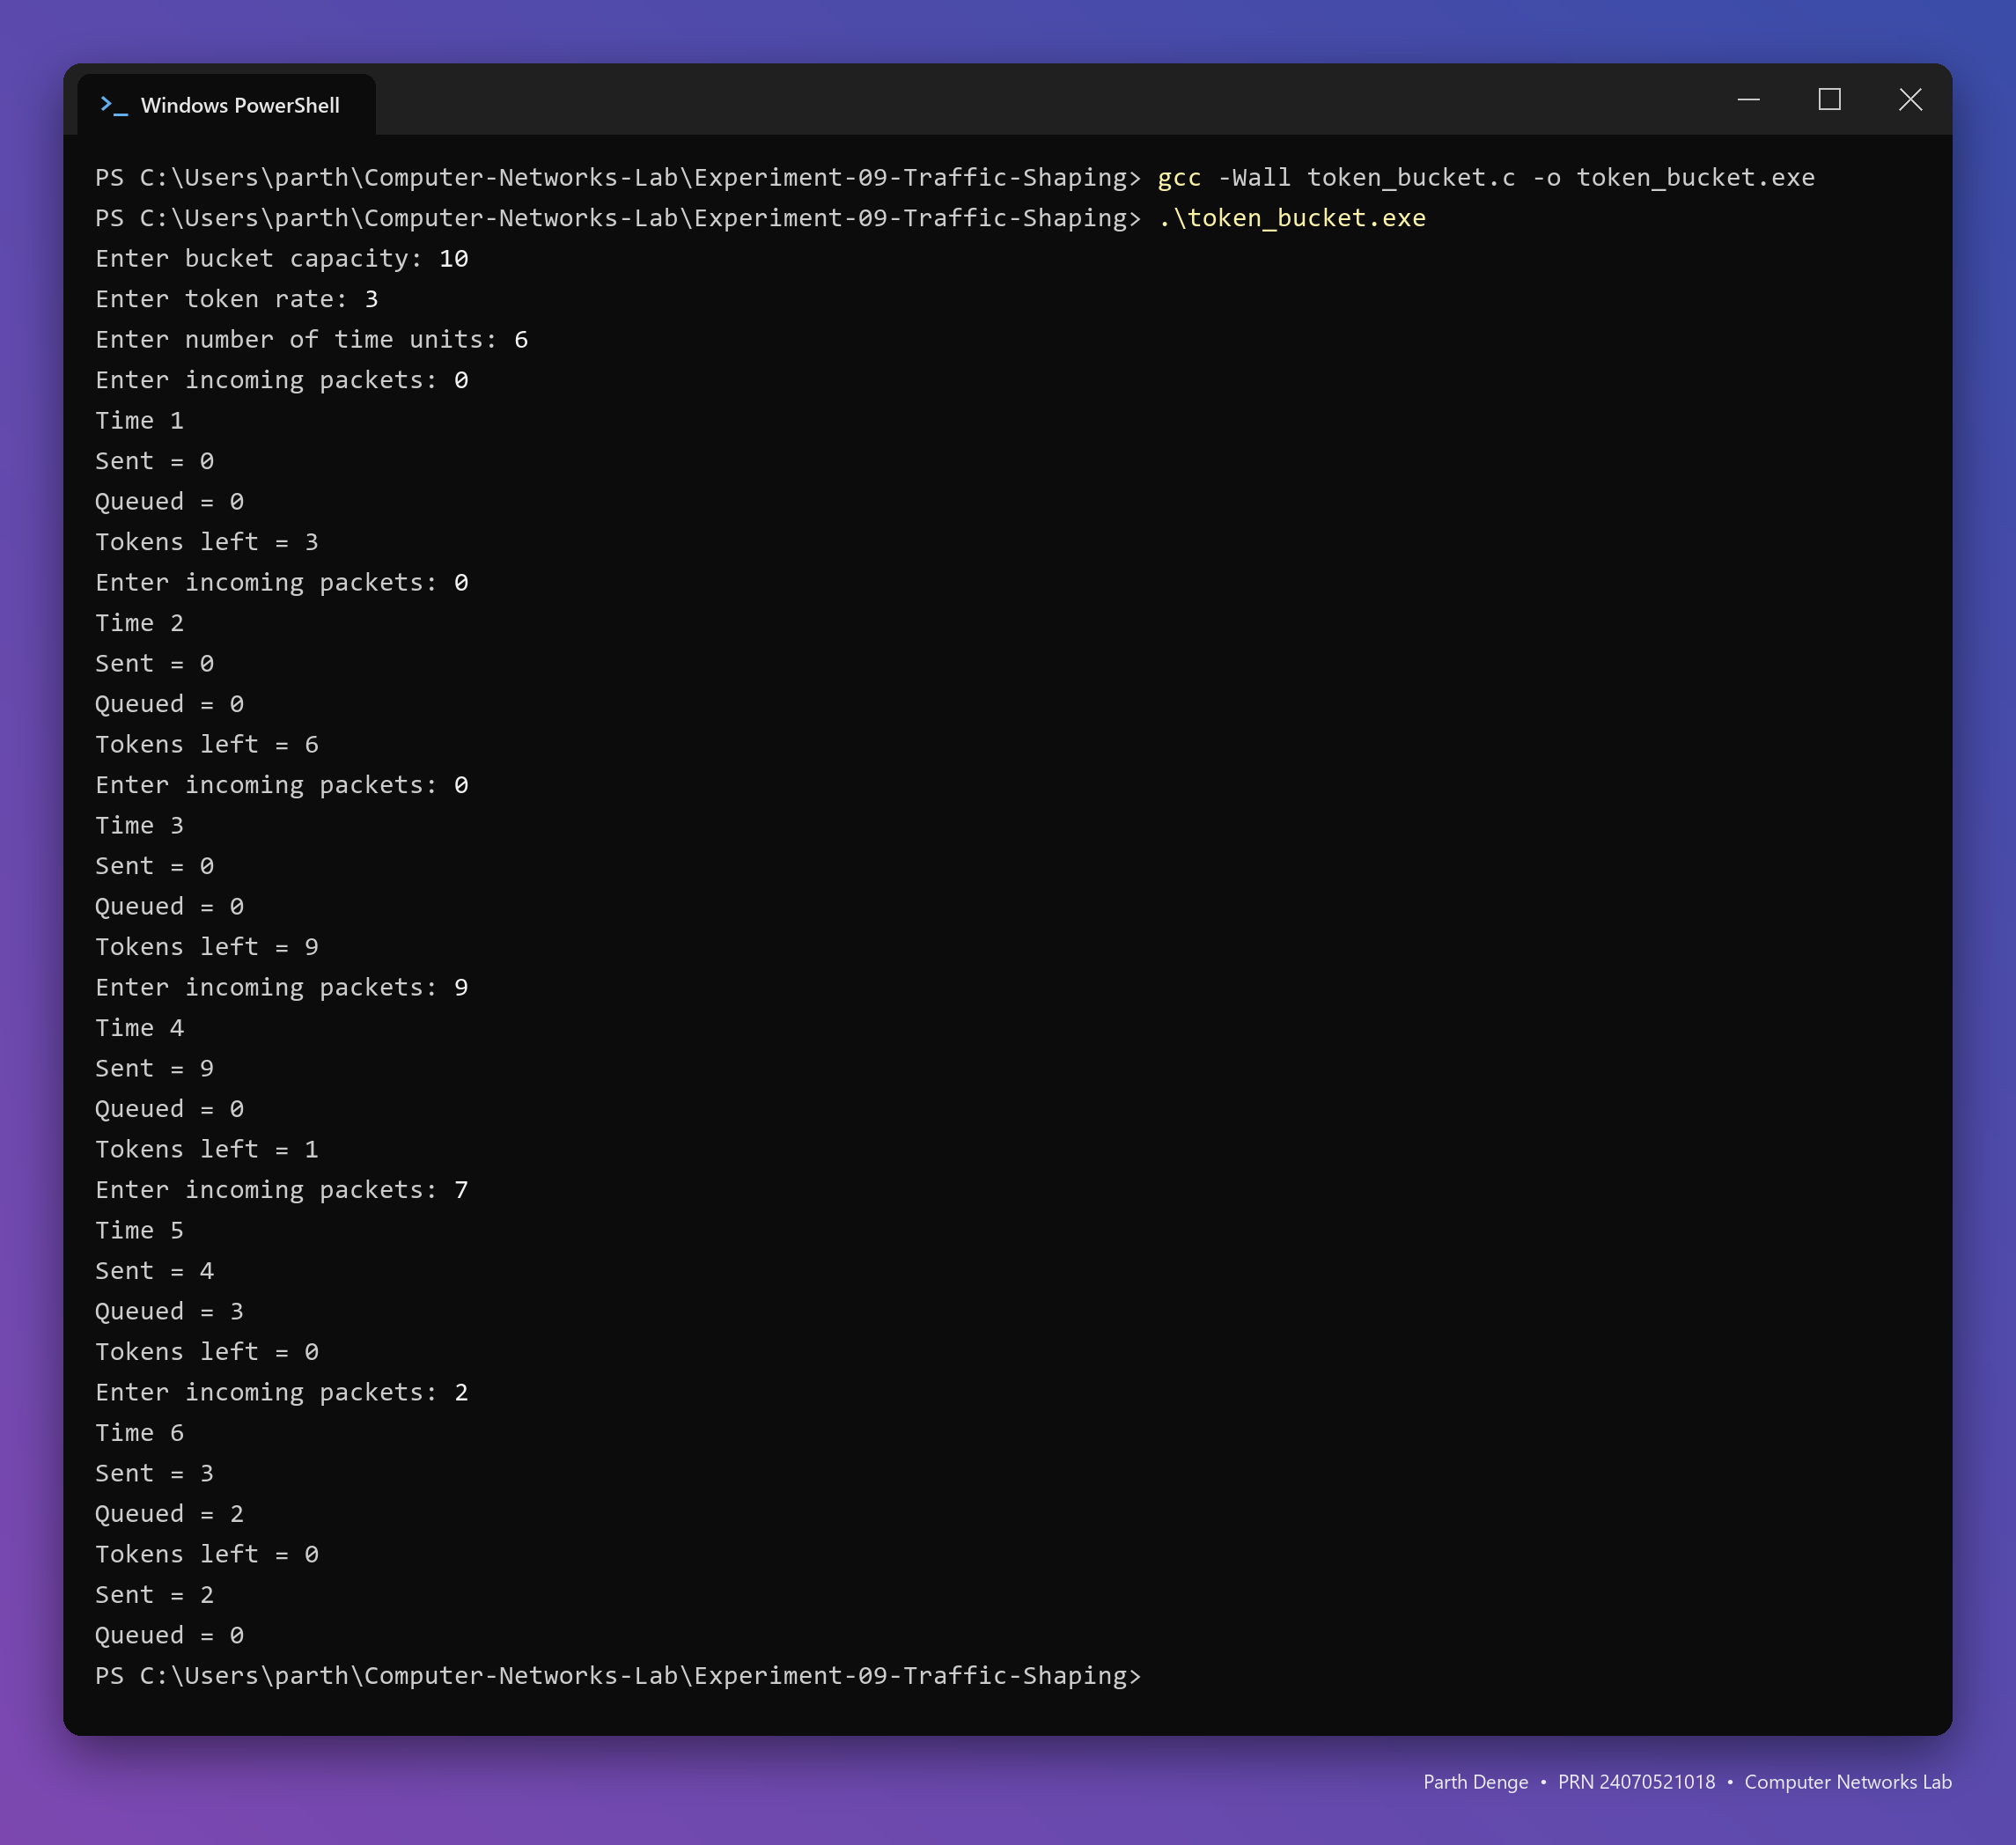 Windows PowerShell
PS C:\Users\parth\Computer-Networks-Lab\Experiment-09-Traffic-Shaping> gcc -Wall token_bucket.c -o token_bucket.exe
PS C:\Users\parth\Computer-Networks-Lab\Experiment-09-Traffic-Shaping> .\token_bucket.exe
Enter bucket capacity: 10
Enter token rate: 3
Enter number of time units: 6
Enter incoming packets: 0
Time 1
Sent = 0
Queued = 0
Tokens left = 3
Enter incoming packets: 0
Time 2
Sent = 0
Queued = 0
Tokens left = 6
Enter incoming packets: 0
Time 3
Sent = 0
Queued = 0
Tokens left = 9
Enter incoming packets: 9
Time 4
Sent = 9
Queued = 0
Tokens left = 1
Enter incoming packets: 7
Time 5
Sent = 4
Queued = 3
Tokens left = 0
Enter incoming packets: 2
Time 6
Sent = 3
Queued = 2
Tokens left = 0
Sent = 2
Queued = 0
PS C:\Users\parth\Computer-Networks-Lab\Experiment-09-Traffic-Shaping>
Parth Denge • PRN 24070521018 • Computer Networks Lab